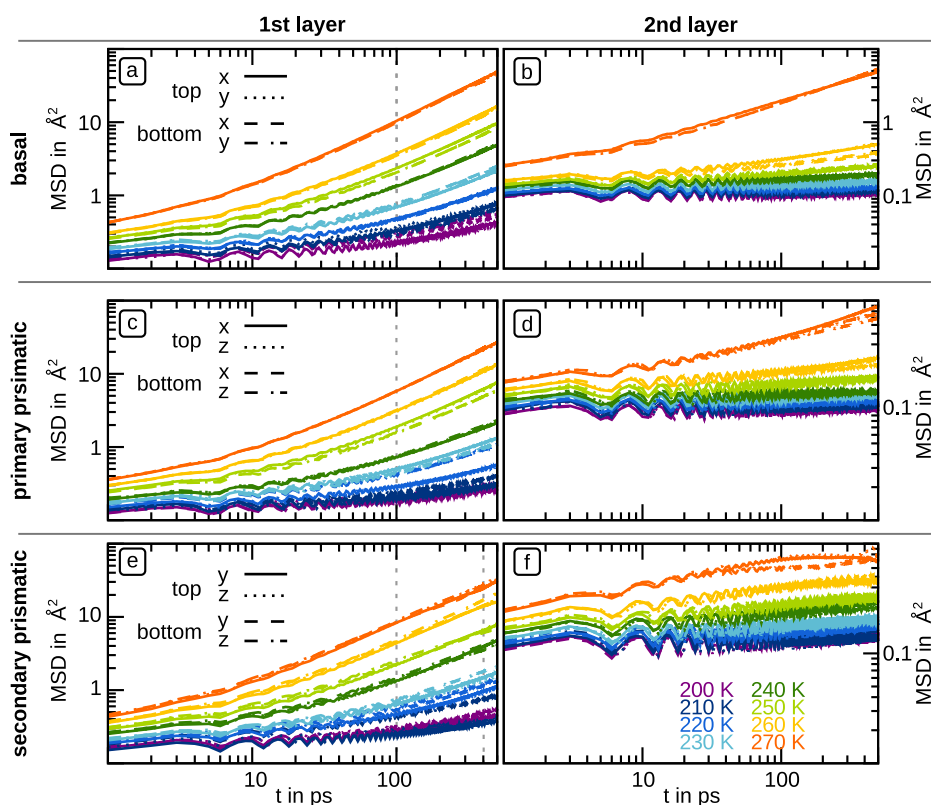 1st layer 2nd layer
basal
MSD in Å²
10
1
a
top x
y
bottom x
y
b
1
0.1
MSD in Å²
primary prsimatic
MSD in Å²
10
1
c
top x
z
bottom x
z
d
0.1
MSD in Å²
secondary prismatic
MSD in Å²
10
1
e
top y
z
bottom y
z
f
0.1
MSD in Å²
200 K 240 K
210 K 250 K
220 K 260 K
230 K 270 K
10 100 10 100
t in ps t in ps